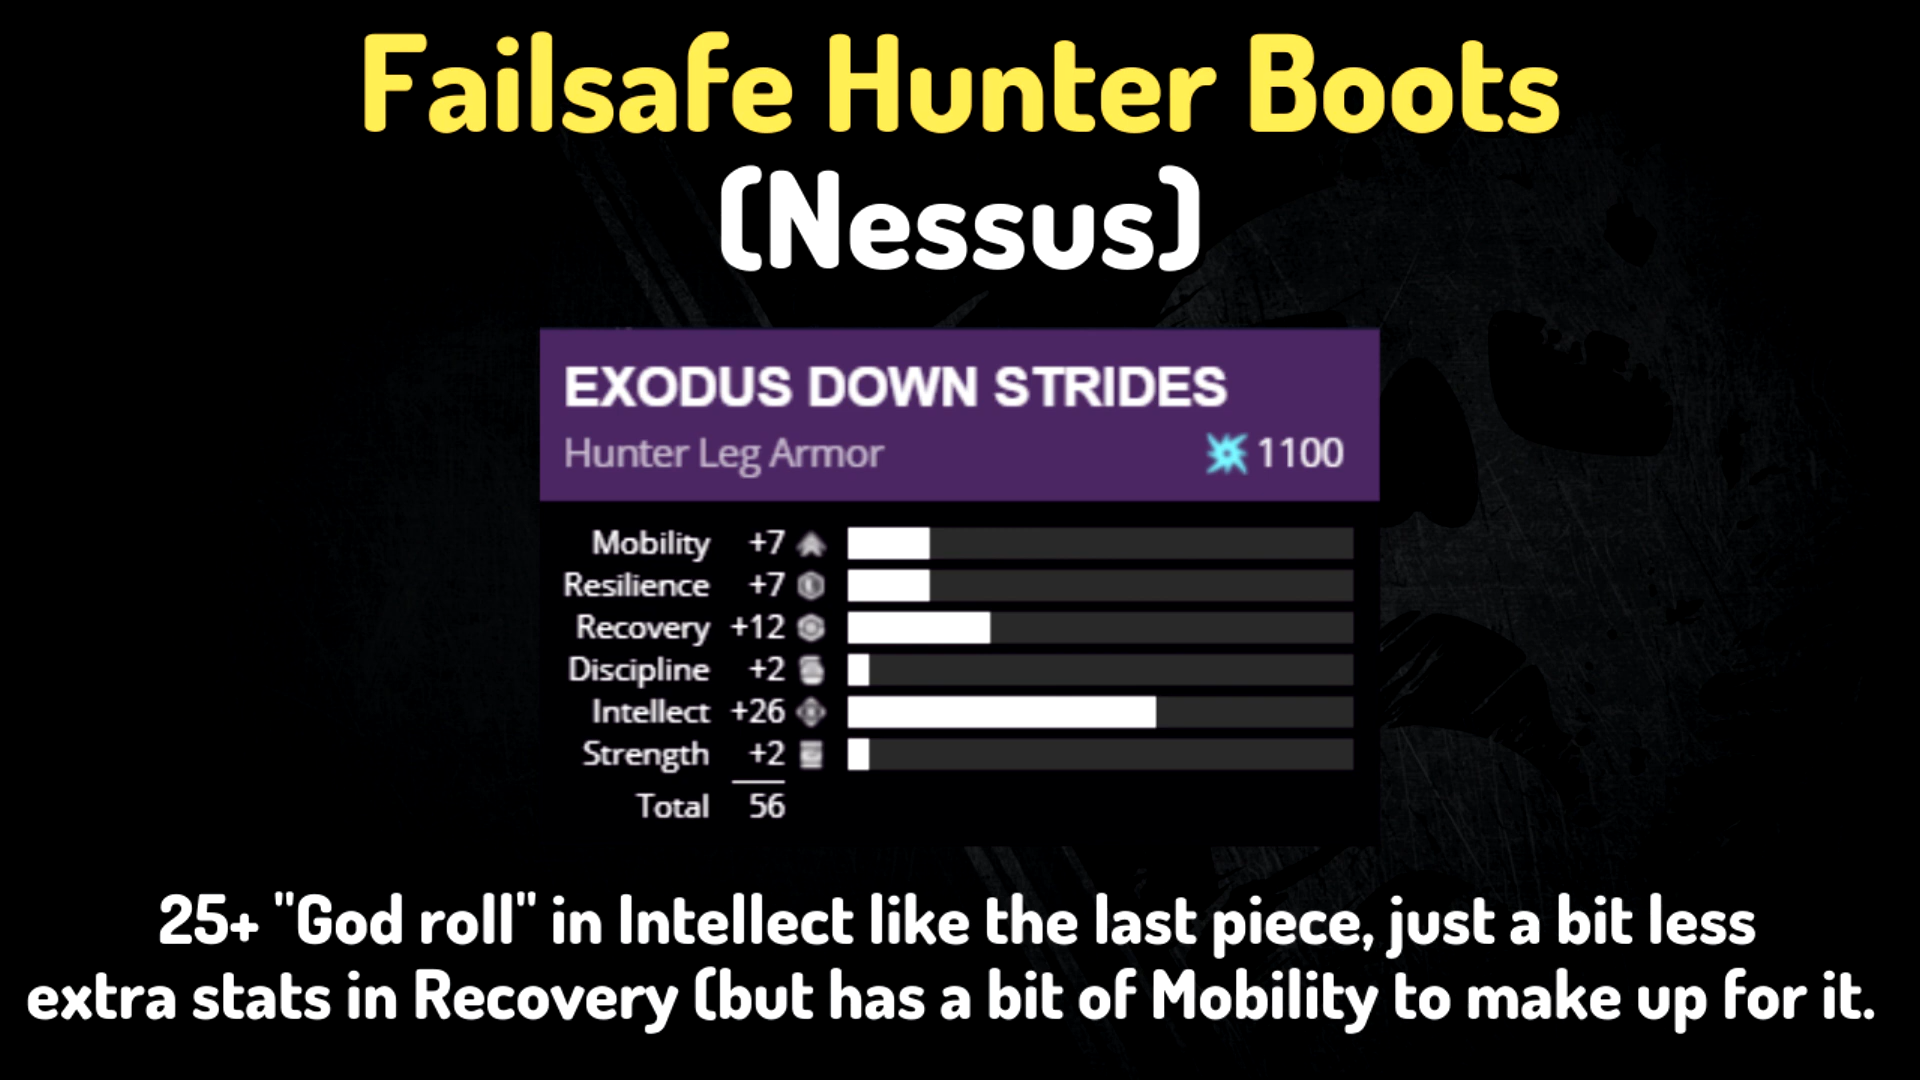 Failsafe Hunter Boots
(Nessus)
EXODUS DOWN STRIDES
Hunter Leg Armor 1100
Mobility +7
Resilience +7
Recovery +12
Discipline +2
Intellect +26
Strength +2
Total 56
25+ "God roll" in Intellect like the last piece, just a bit less
extra stats in Recovery (but has a bit of Mobility to make up for it.